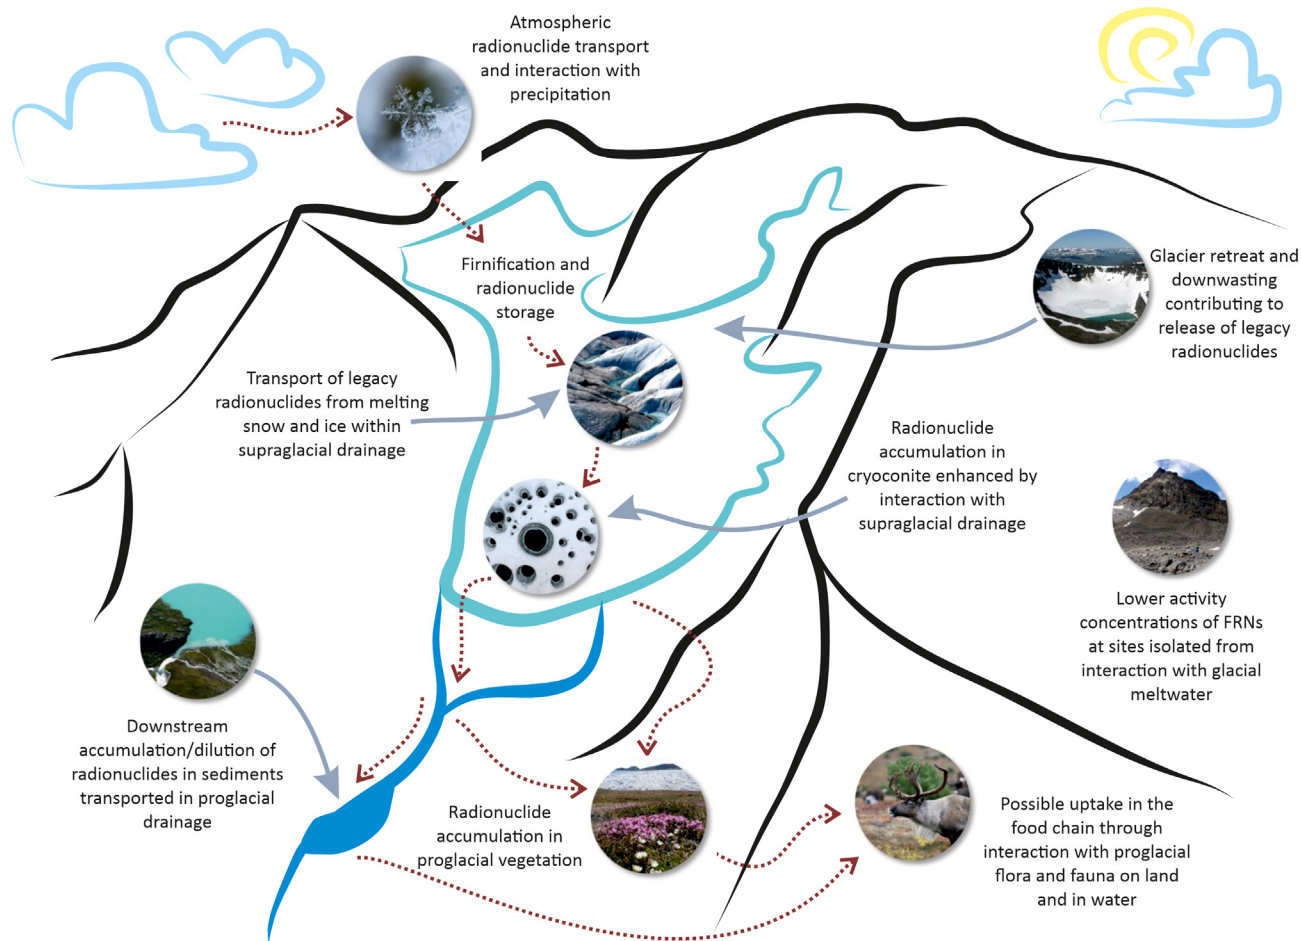 Atmospheric
radionuclide transport
and interaction with
precipitation
Firnification and
radionuclide
storage
Glacier retreat and
downwasting
contributing to
release of legacy
radionuclides
Transport of legacy
radionuclides from melting
snow and ice within
supraglacial drainage
Radionuclide
accumulation in
cryoconite enhanced by
interaction with
supraglacial drainage
Lower activity
concentrations of FRNs
at sites isolated from
interaction with glacial
meltwater
Downstream
accumulation/dilution of
radionuclides in sediments
transported in proglacial
drainage
Radionuclide
accumulation in
proglacial vegetation
Possible uptake in the
food chain through
interaction with proglacial
flora and fauna on land
and in water